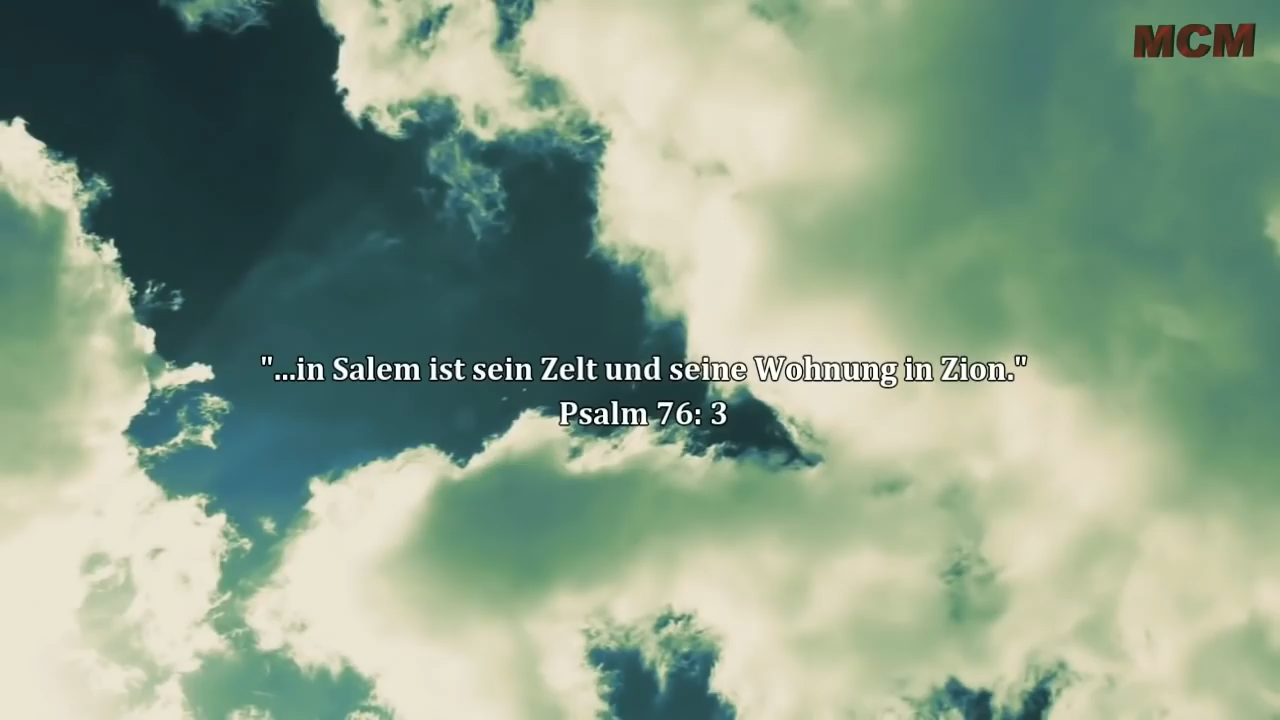 MCM
"...in Salem ist sein Zelt und seine Wohnung in Zion."
Psalm 76: 3